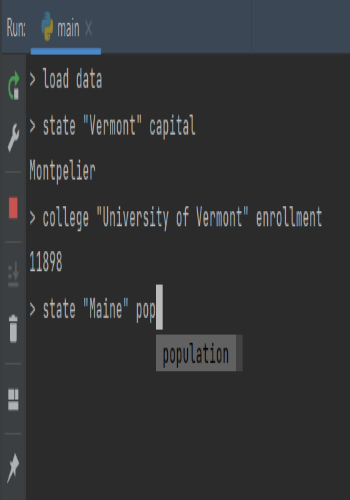 Run: main
> load data
> state "Vermont" capital
Montpelier
> college "University of Vermont" enrollment
11898
> state "Maine" pop
population